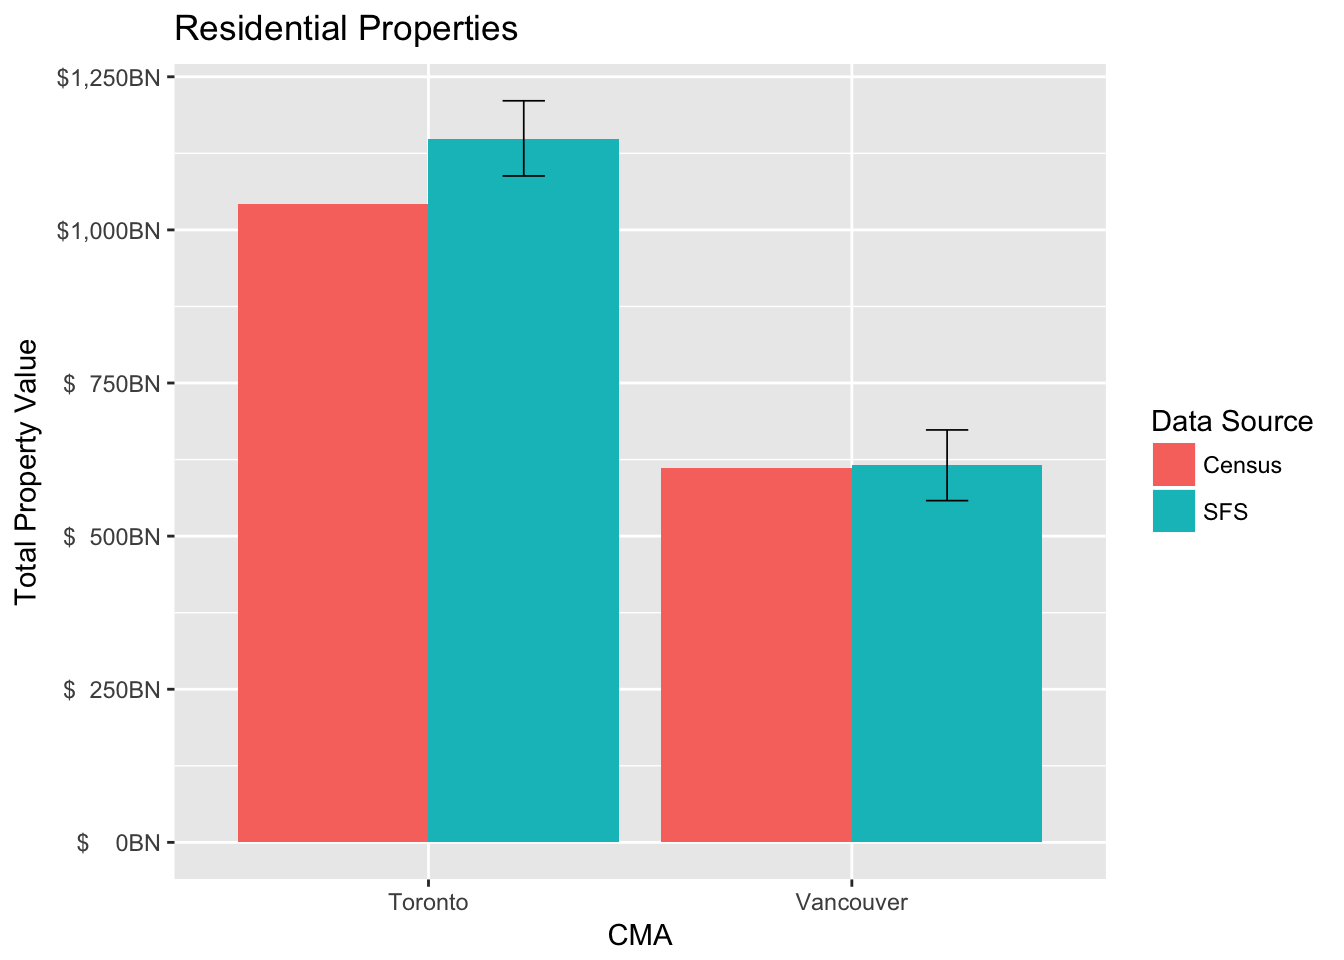 Residential Properties
$1,250BN
$1,000BN
$ 750BN
$ 500BN
$ 250BN
$ 0BN
Total Property Value
Toronto
Vancouver
CMA
Data Source
Census
SFS